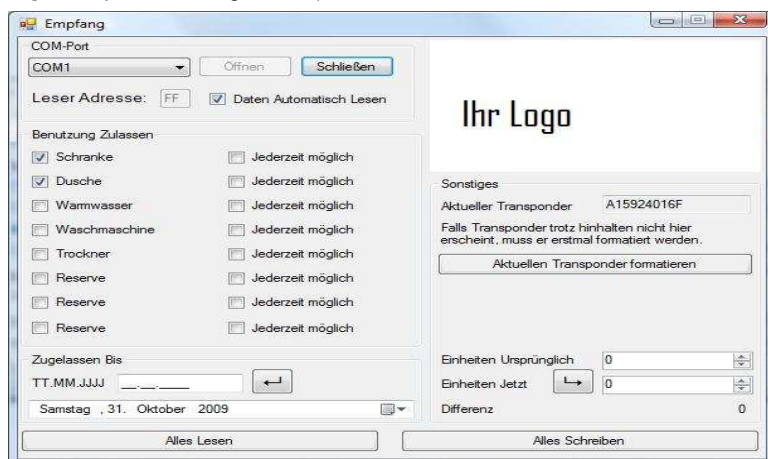 Empfang
COM-Port
COM1
Öffnen
Schließen
Leser Adresse: FF
Daten Automatisch Lesen
Benutzung Zulassen
Schranke Jederzeit möglich
Dusche Jederzeit möglich
Warmwasser Jederzeit möglich
Waschmaschine Jederzeit möglich
Trockner Jederzeit möglich
Reserve Jederzeit möglich
Reserve Jederzeit möglich
Reserve Jederzeit möglich
Zugelassen Bis
TT.MM.JJJJ __.__.____
Samstag , 31. Oktober 2009
Ihr Logo
Sonstiges
Aktueller Transponder A15924016F
Falls Transponder trotz hinhalten nicht hier
erscheint, muss er erstmal formatiert werden.
Aktuellen Transponder formatieren
Einheiten Ursprünglich 0
Einheiten Jetzt 0
Differenz 0
Alles Lesen
Alles Schreiben